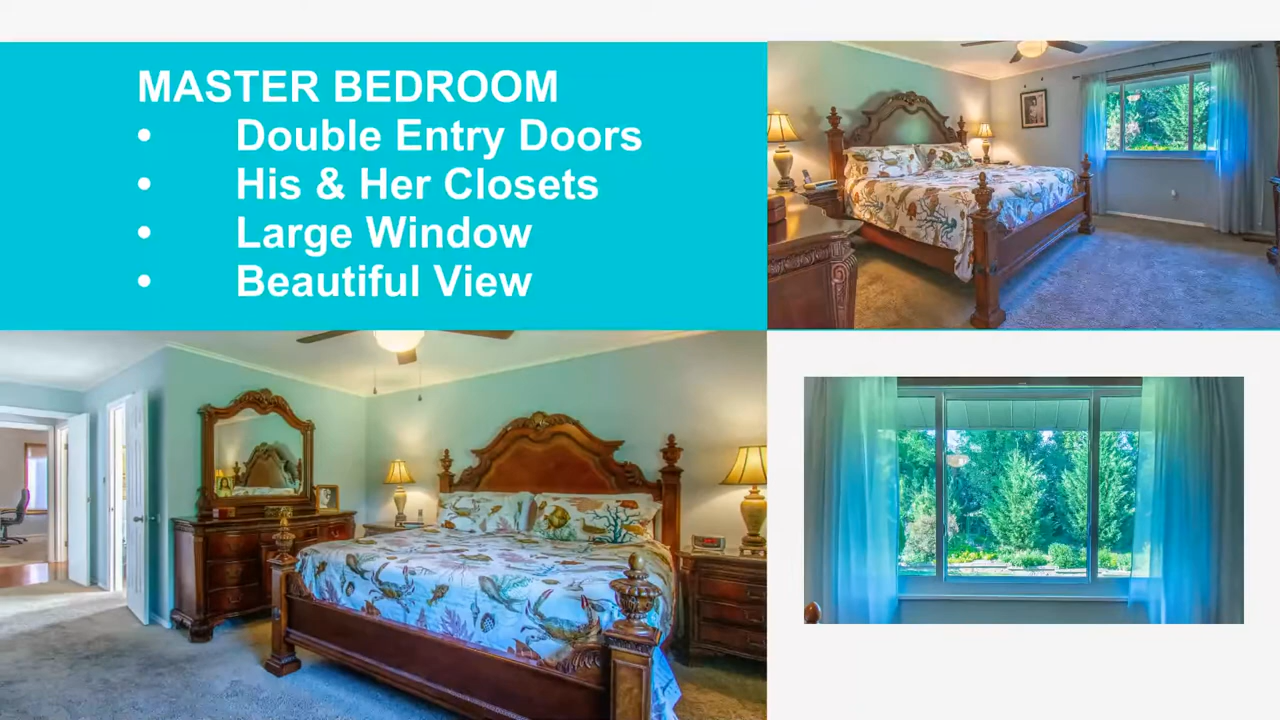 MASTER BEDROOM
• Double Entry Doors
• His & Her Closets
• Large Window
• Beautiful View